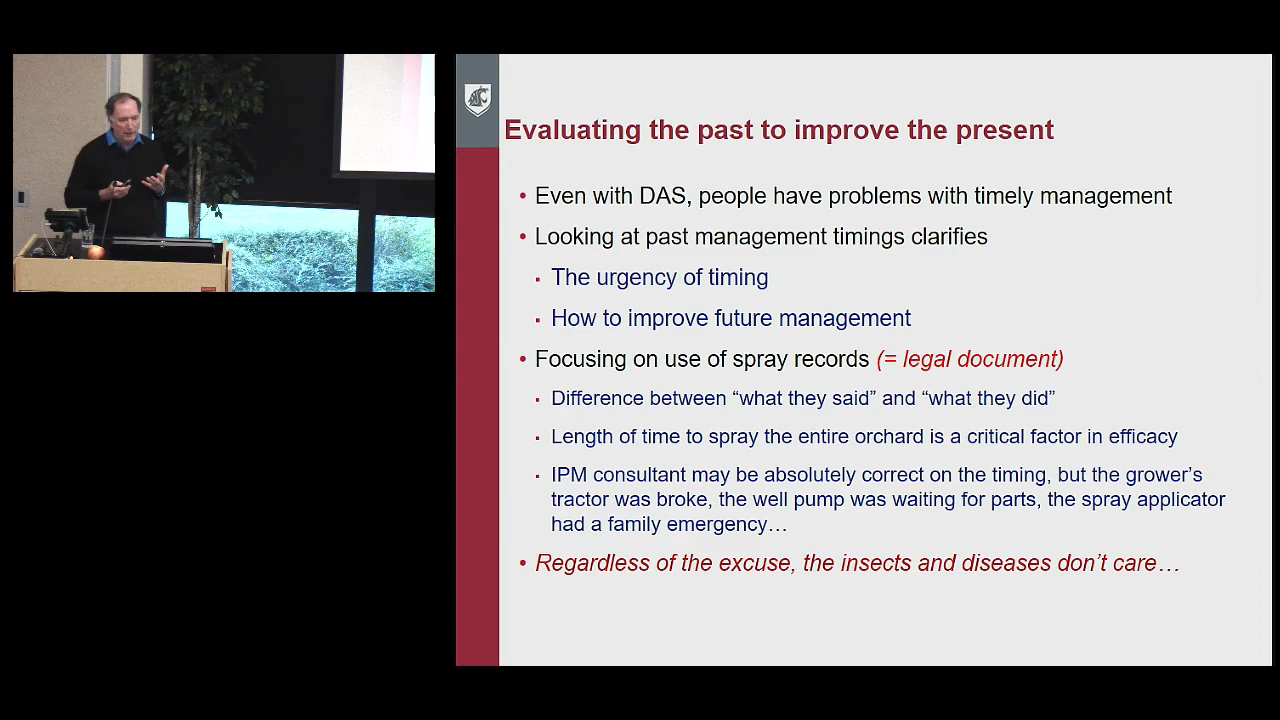 Evaluating the past to improve the present
• Even with DAS, people have problems with timely management
• Looking at past management timings clarifies
▪ The urgency of timing
▪ How to improve future management
• Focusing on use of spray records (= legal document)
▪ Difference between “what they said” and “what they did”
▪ Length of time to spray the entire orchard is a critical factor in efficacy
▪ IPM consultant may be absolutely correct on the timing, but the grower’s
tractor was broke, the well pump was waiting for parts, the spray applicator
had a family emergency…
• Regardless of the excuse, the insects and diseases don’t care…